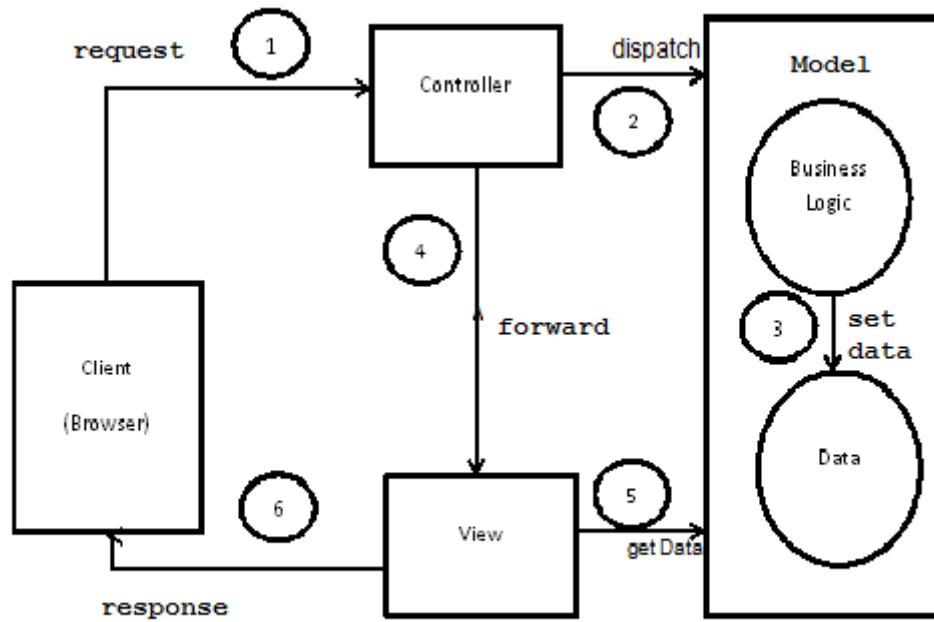 request
1
Controller
dispatch
2
Model
Business
Logic
4
forward
3
set
data
Client
(Browser)
Data
6
View
5
get Data
response